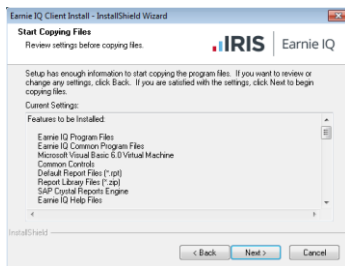 Earnie IQ Client Install - InstallShield Wizard
Start Copying Files
Review settings before copying files.
IRIS Earnie IQ
Setup has enough information to start copying the program files. If you want to review or
change any settings, click Back. If you are satisfied with the settings, click Next to begin
copying files.
Current Settings:
Features to be Installed:
Earnie IQ Program Files
Earnie IQ Common Program Files
Microsoft Visual Basic 6.0 Virtual Machine
Common Controls
Default Report Files (*.rpt)
Report Library Files (*.zip)
SAP Crystal Reports Engine
Earnie IQ Help Files
InstallShield
< Back Next > Cancel